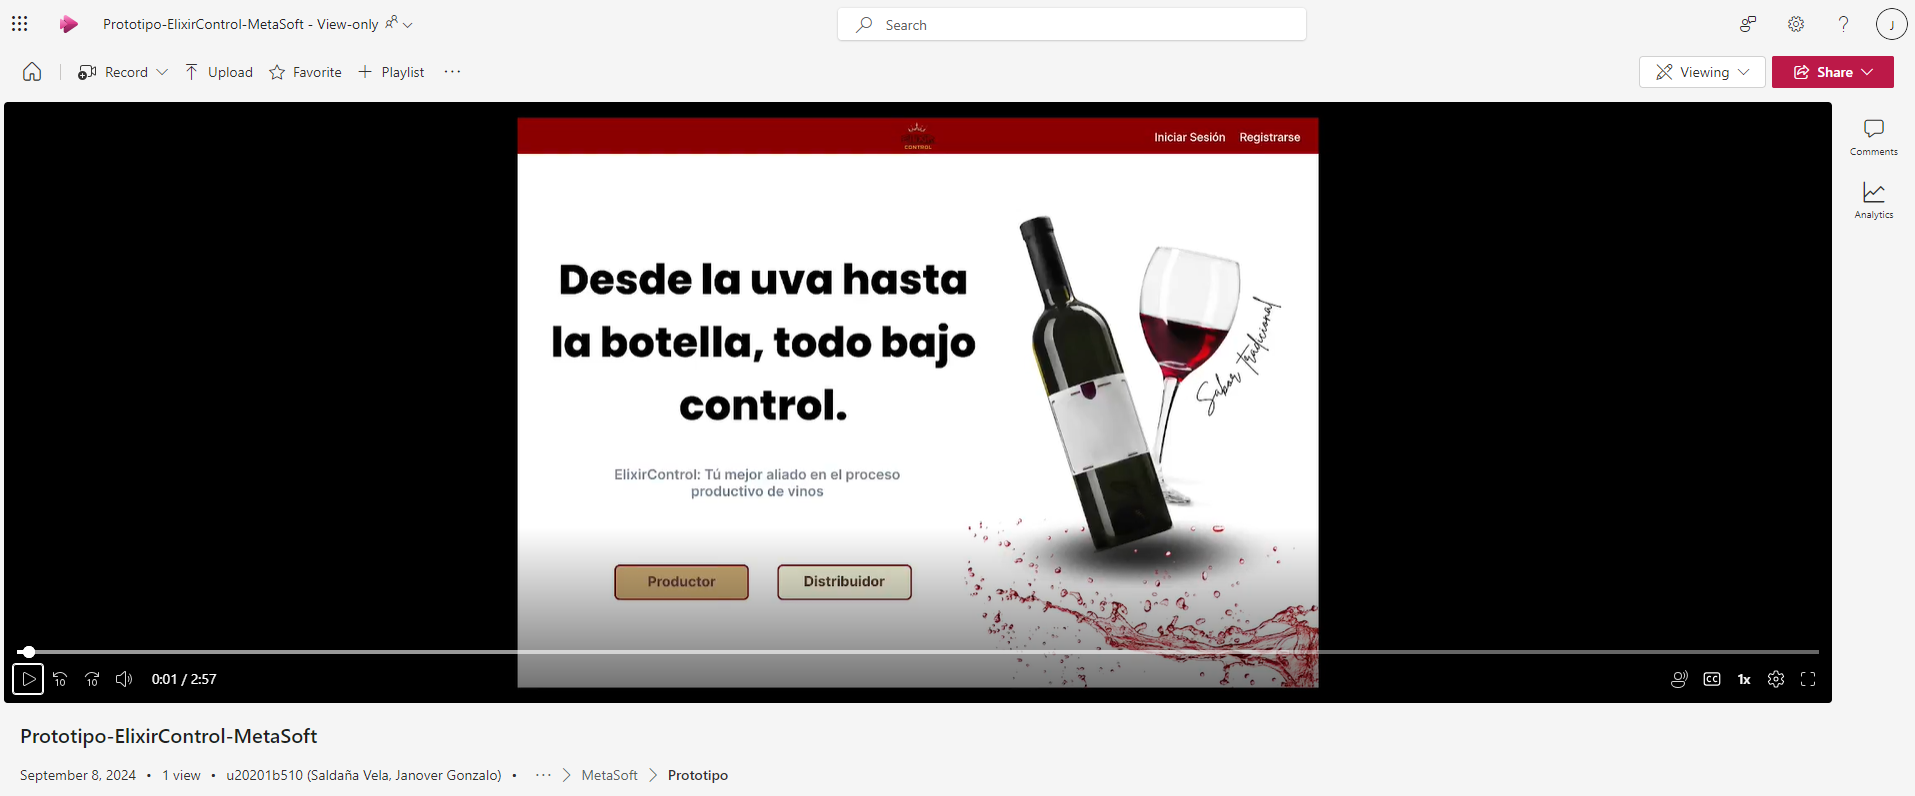 Prototipo-ElixirControl-MetaSoft - View-only
Search
J
Record
Upload
Favorite
Playlist
Viewing
Share
Iniciar Sesión
Registrarse
CONTROL
Comments
Analytics
Desde la uva hasta
la botella, todo bajo
control.
Sabor tradicional
ElixirControl: Tú mejor aliado en el proceso
productivo de vinos
Productor
Distribuidor
10
10
0:01 / 2:57
CC
1x
Prototipo-ElixirControl-MetaSoft
September 8, 2024 • 1 view • u20201b510 (Saldaña Vela, Janover Gonzalo) • ··· > MetaSoft > Prototipo